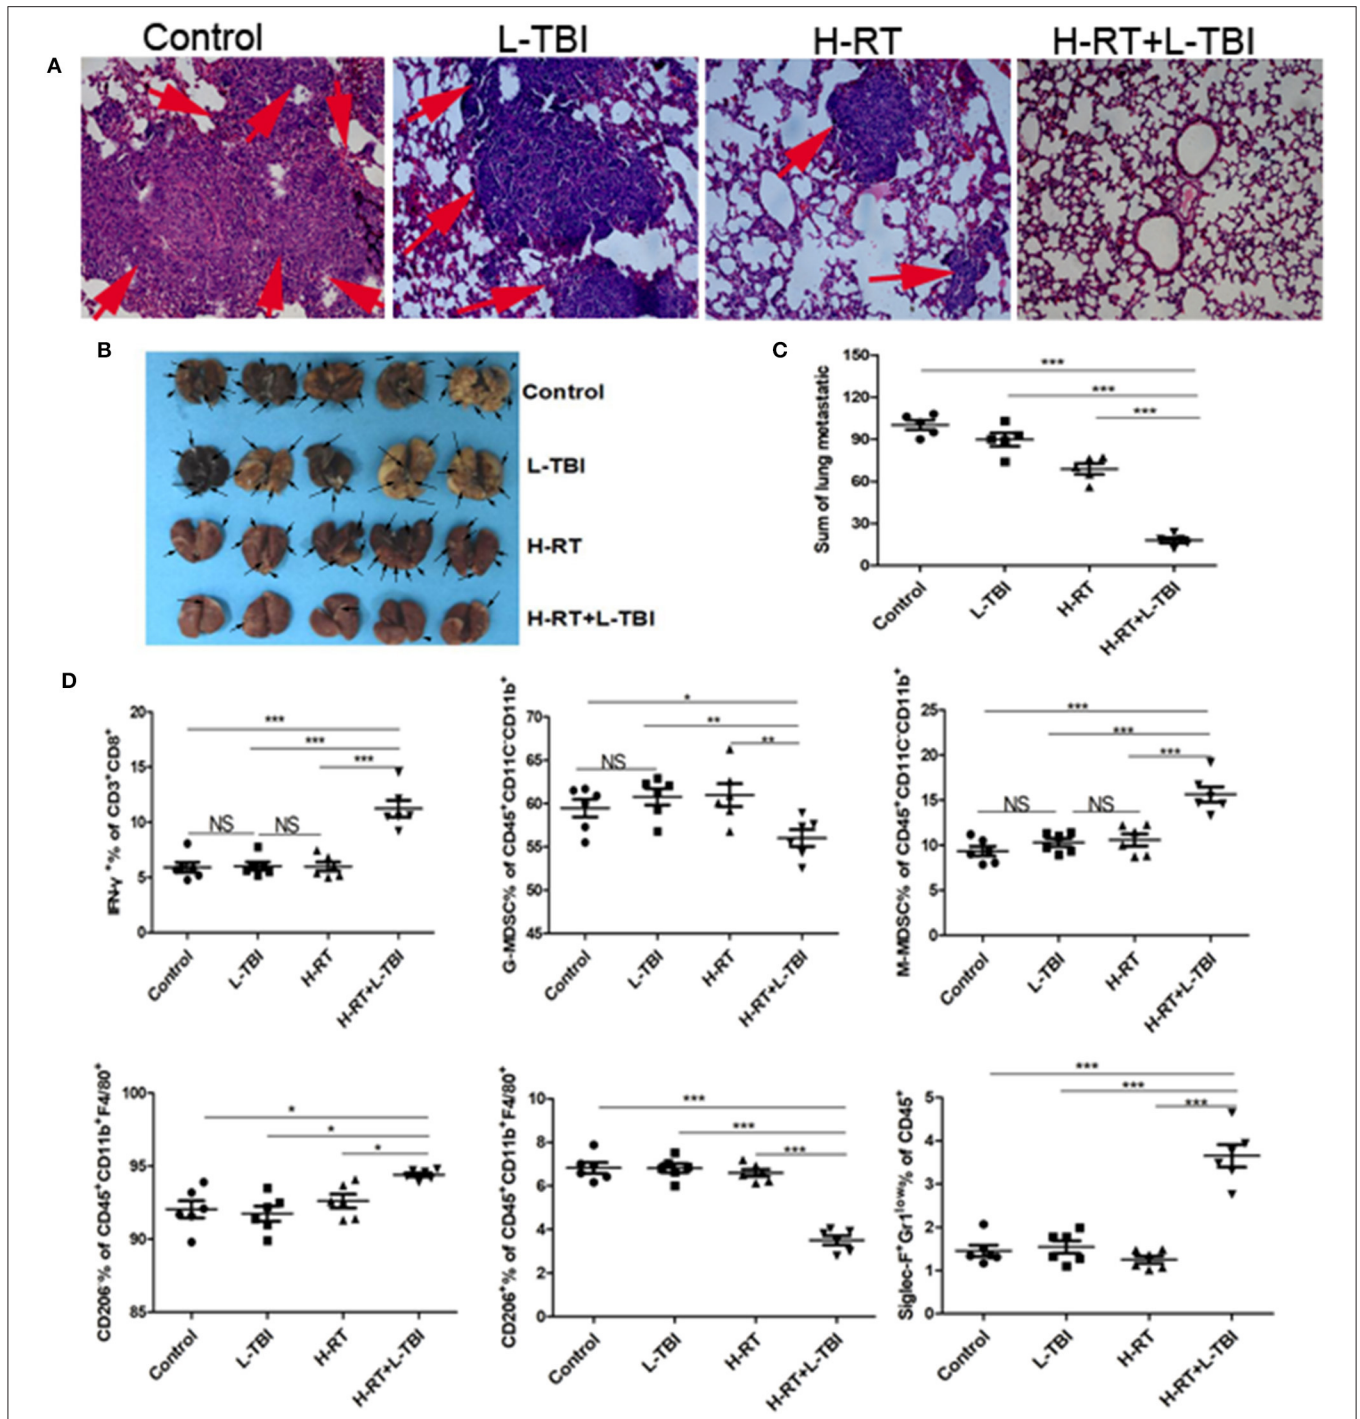 Control L-TBI H-RT H-RT+L-TBI
A
B
Control
L-TBI
H-RT
H-RT+L-TBI
C
Sum of lung metastatic
150
120
90
60
30
0
***
***
***
Control L-TBI H-RT H-RT+L-TBI
D
IFN-γ⁺% of CD3⁺CD8⁺
20
15
10
5
0
***
***
***
NS NS
Control L-TBI H-RT H-RT+L-TBI
G-MDSC% of CD45⁺CD11C⁻CD11b⁺
70
65
60
55
50
45
*
**
**
NS
Control L-TBI H-RT H-RT+L-TBI
M-MDSC% of CD45⁺CD11C⁻CD11b⁺
25
20
15
10
5
0
***
***
***
NS NS
Control L-TBI H-RT H-RT+L-TBI
CD206⁻% of CD45⁺CD11b⁺F4/80⁺
100
95
90
85
*
*
*
Control L-TBI H-RT H-RT+L-TBI
CD206⁺% of CD45⁺CD11b⁺F4/80⁺
10
8
6
4
2
0
***
***
***
Control L-TBI H-RT H-RT+L-TBI
Siglec-F⁺Gr1ˡᵒʷ% of CD45⁺
5
4
3
2
1
0
***
***
***
Control L-TBI H-RT H-RT+L-TBI